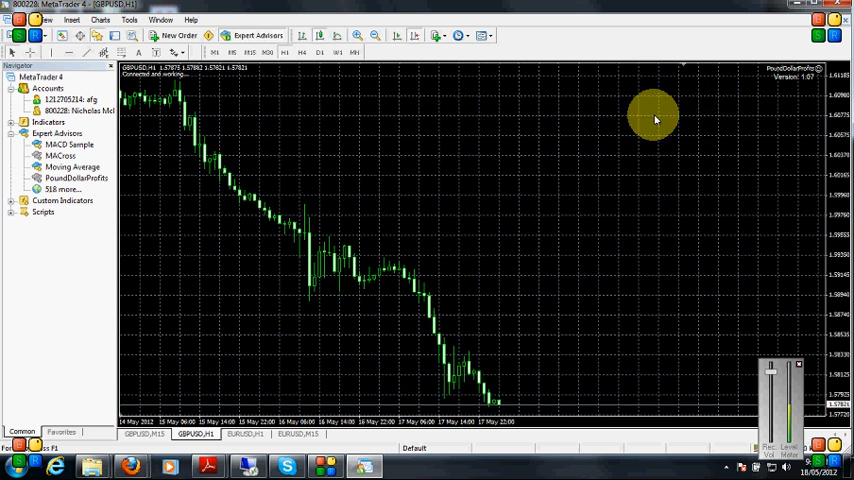 800228: MetaTrader 4 - [GBPUSD,H1]
Insert Charts Tools Window Help
New Order Expert Advisors
M1 M5 M15 M30 H1 H4 D1 W1 MN
Navigator
MetaTrader 4
Accounts
1212705214: afg
800228: Nicholas Mcl
Indicators
Expert Advisors
MACD Sample
MACross
Moving Average
PoundDollarProfits
518 more...
Custom Indicators
Scripts
Common Favorites
GBPUSD,H1 1.57875 1.57882 1.57821 1.57821
Connected and working...
PoundDollarProfits
Version: 1.07
1.61185
1.60980
1.60775
1.60370
1.60165
1.59960
1.59555
1.59350
1.59145
1.58740
1.58535
1.58330
1.58125
1.57925
1.57821
1.57720
14 May 2012 15 May 06:00 15 May 14:00 15 May 22:00 16 May 06:00 16 May 14:00 16 May 22:00 17 May 06:00 17 May 14:00 17 May 22:00
GBPUSD,M15 GBPUSD,H1 EURUSD,H1 EURUSD,M15
Default
Rec. Vol
Level Meter
18/05/2012